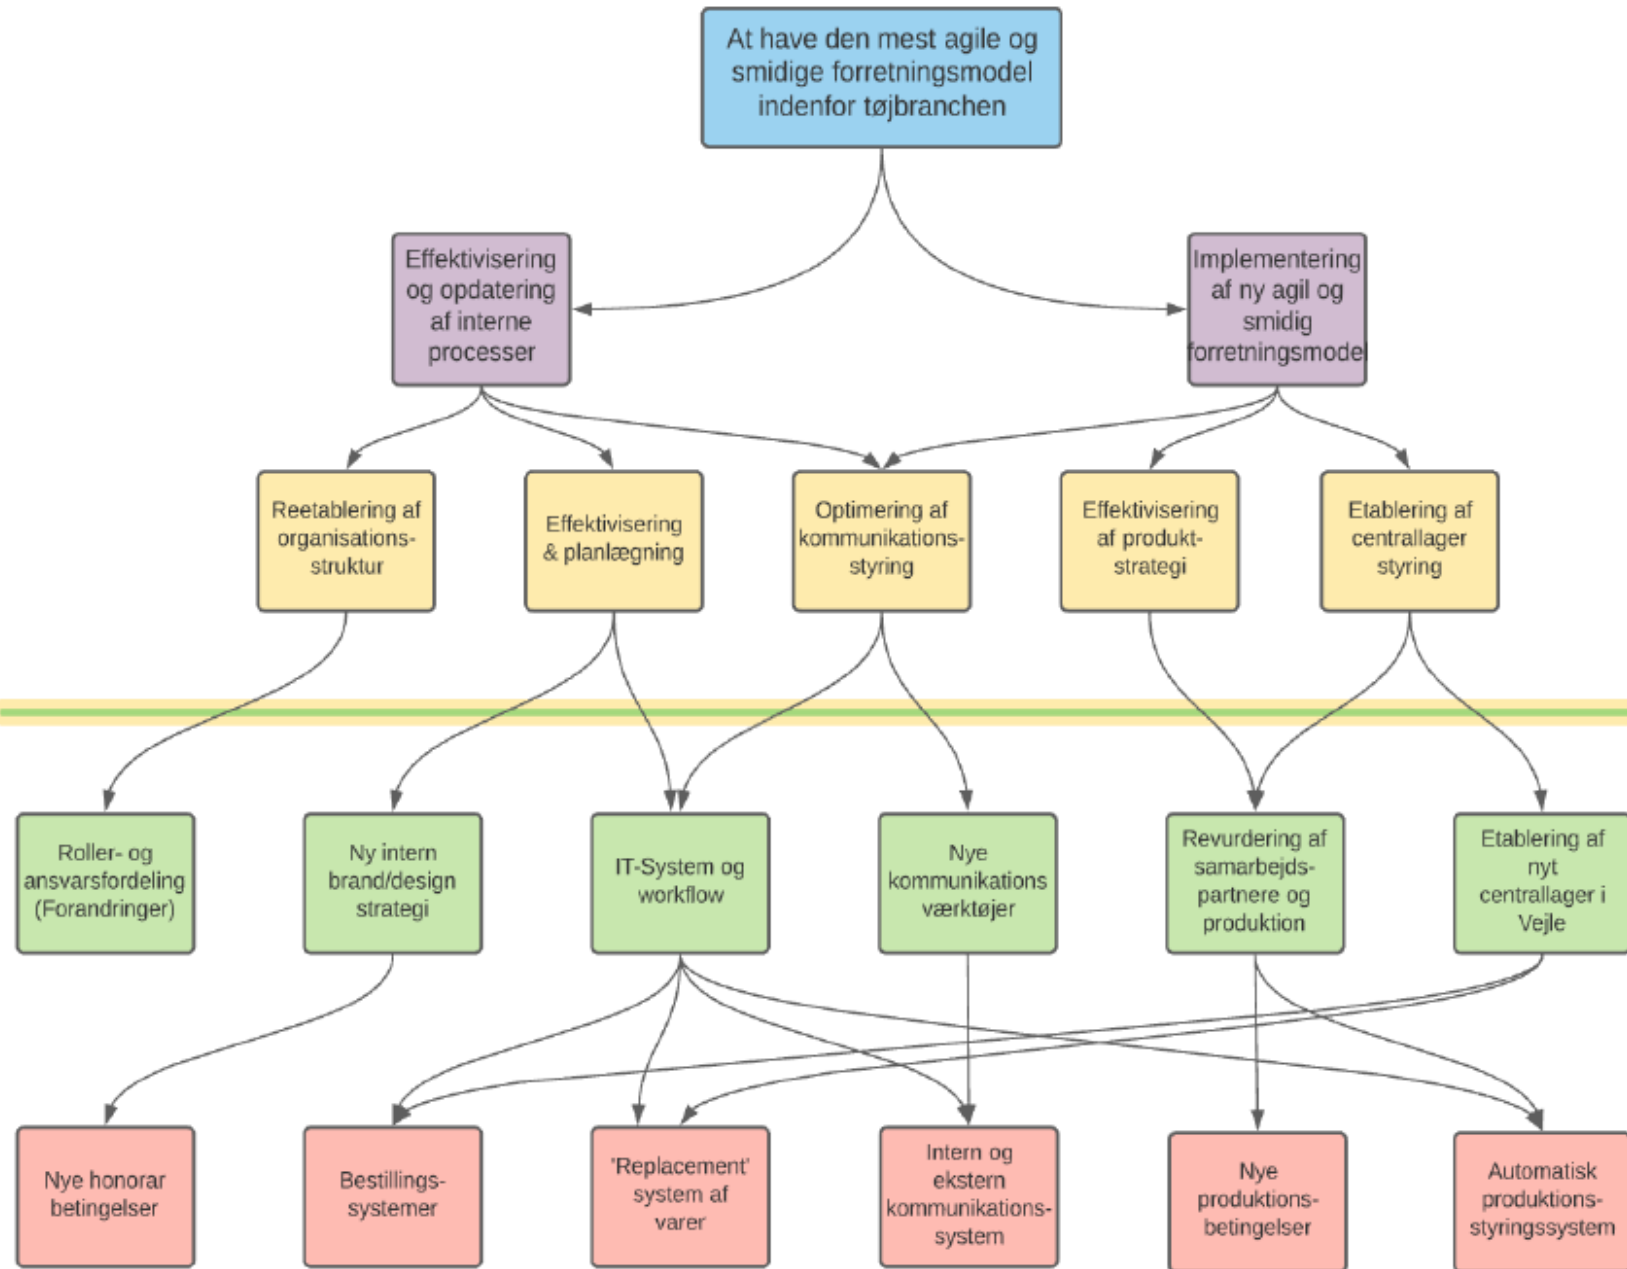 At have den mest agile og
smidige forretningsmodel
indenfor tøjbranchen
Effektivisering
og opdatering
af interne
processer
Implementering
af ny agil og
smidig
forretningsmodel
Reetablering af
organisations-
struktur
Effektivisering
& planlægning
Optimering af
kommunikations-
styring
Effektivisering
af produkt-
strategi
Etablering af
centrallager
styring
Roller- og
ansvarsfordeling
(Forandringer)
Ny intern
brand/design
strategi
IT-System og
workflow
Nye
kommunikations
værktøjer
Revurdering af
samarbejds-
partnere og
produktion
Etablering af
nyt
centrallager i
Vejle
Nye honorar
betingelser
Bestillings-
systemer
'Replacement'
system af
varer
Intern og
ekstern
kommunikations-
system
Nye
produktions-
betingelser
Automatisk
produktions-
styringssystem